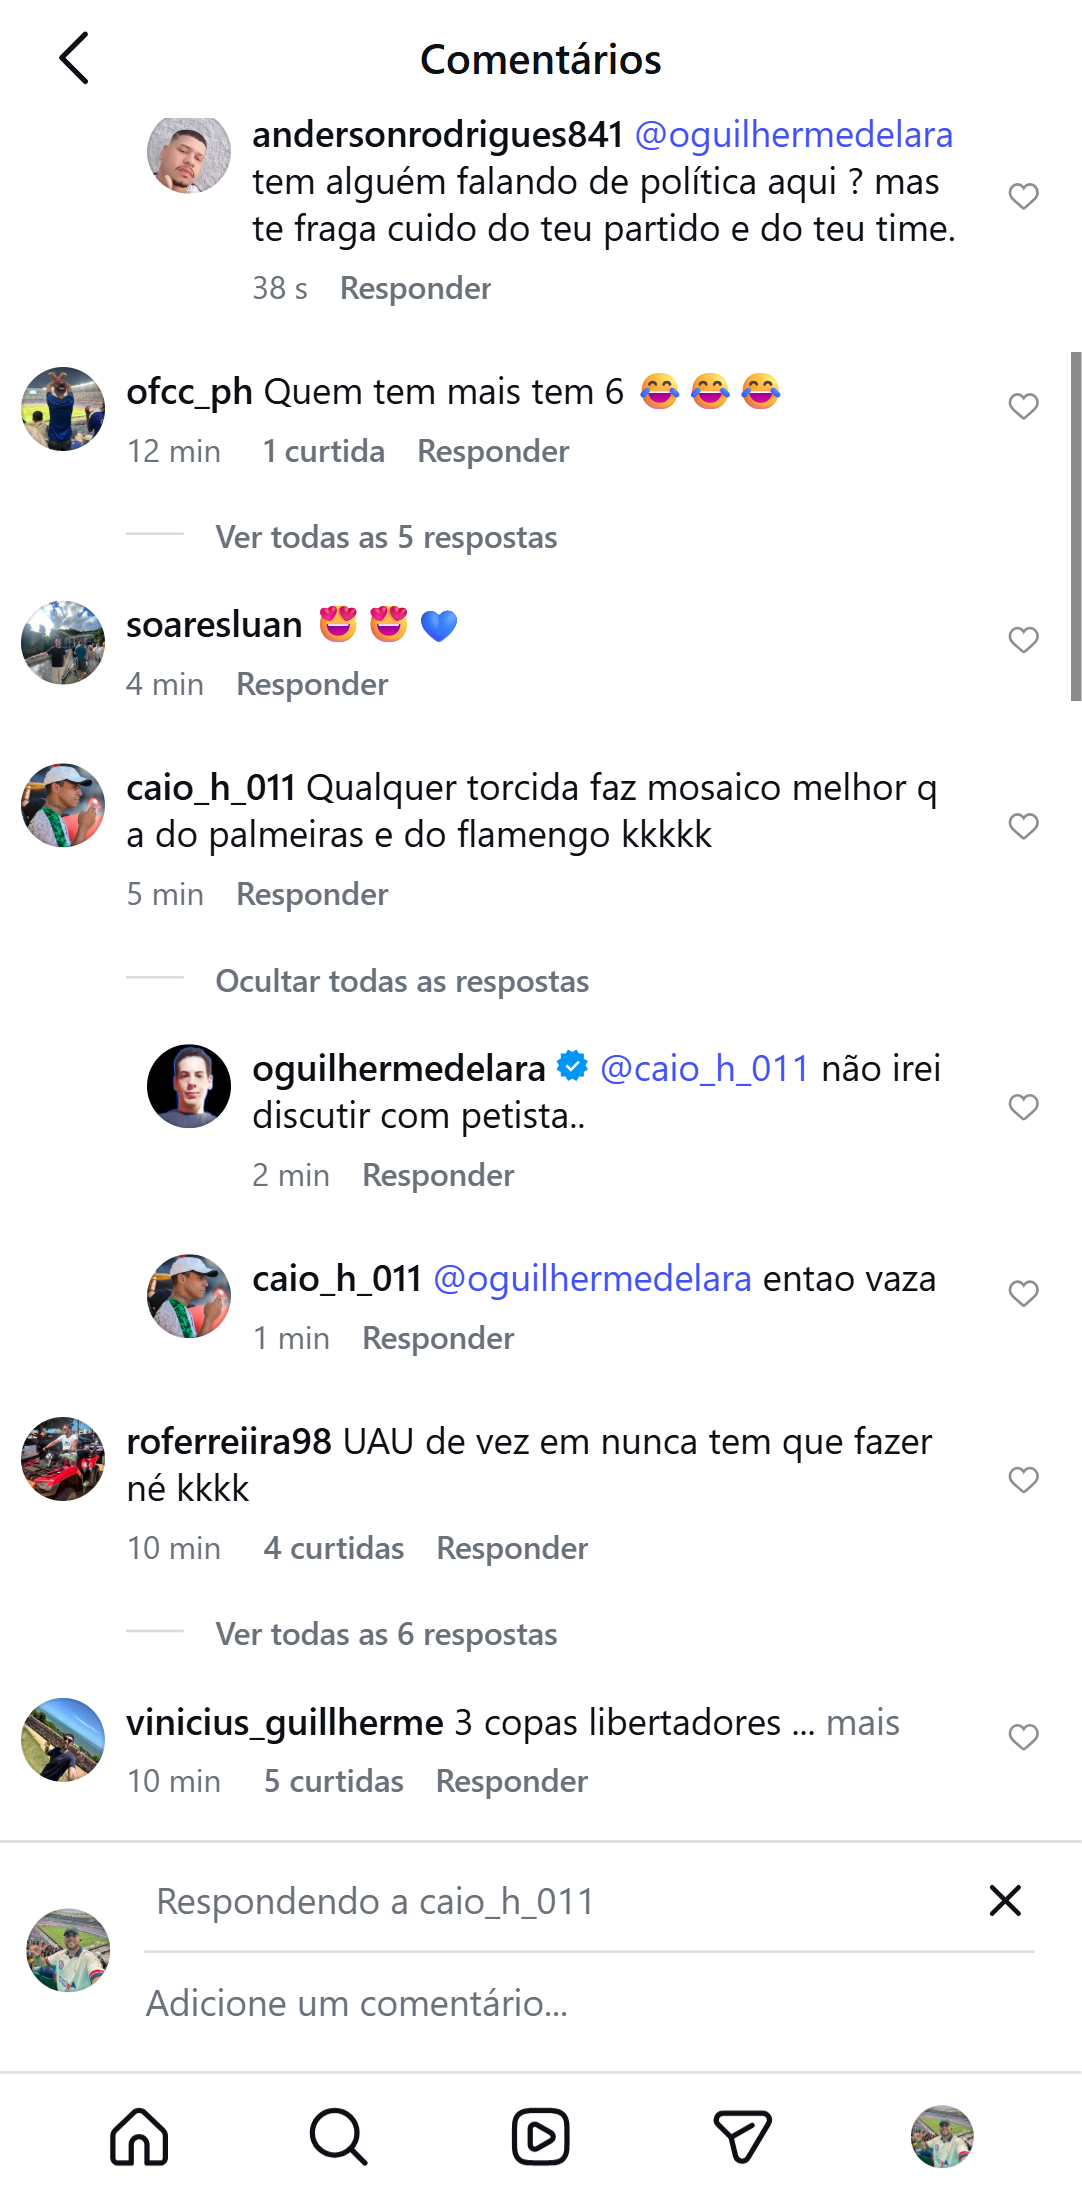 Comentários
andersonrodrigues841 @oguilhermedelara
tem alguém falando de política aqui ? mas
te fraga cuido do teu partido e do teu time.
38 s Responder
ofcc_ph Quem tem mais tem 6 😂😂😂
12 min 1 curtida Responder
Ver todas as 5 respostas
soaresluan 😍😍💙
4 min Responder
caio_h_011 Qualquer torcida faz mosaico melhor q
a do palmeiras e do flamengo kkkkk
5 min Responder
Ocultar todas as respostas
oguilhermedelara @caio_h_011 não irei
discutir com petista..
2 min Responder
caio_h_011 @oguilhermedelara entao vaza
1 min Responder
roferreiira98 UAU de vez em nunca tem que fazer
né kkkk
10 min 4 curtidas Responder
Ver todas as 6 respostas
vinicius_guillherme 3 copas libertadores ... mais
10 min 5 curtidas Responder
Respondendo a caio_h_011
Adicione um comentário...